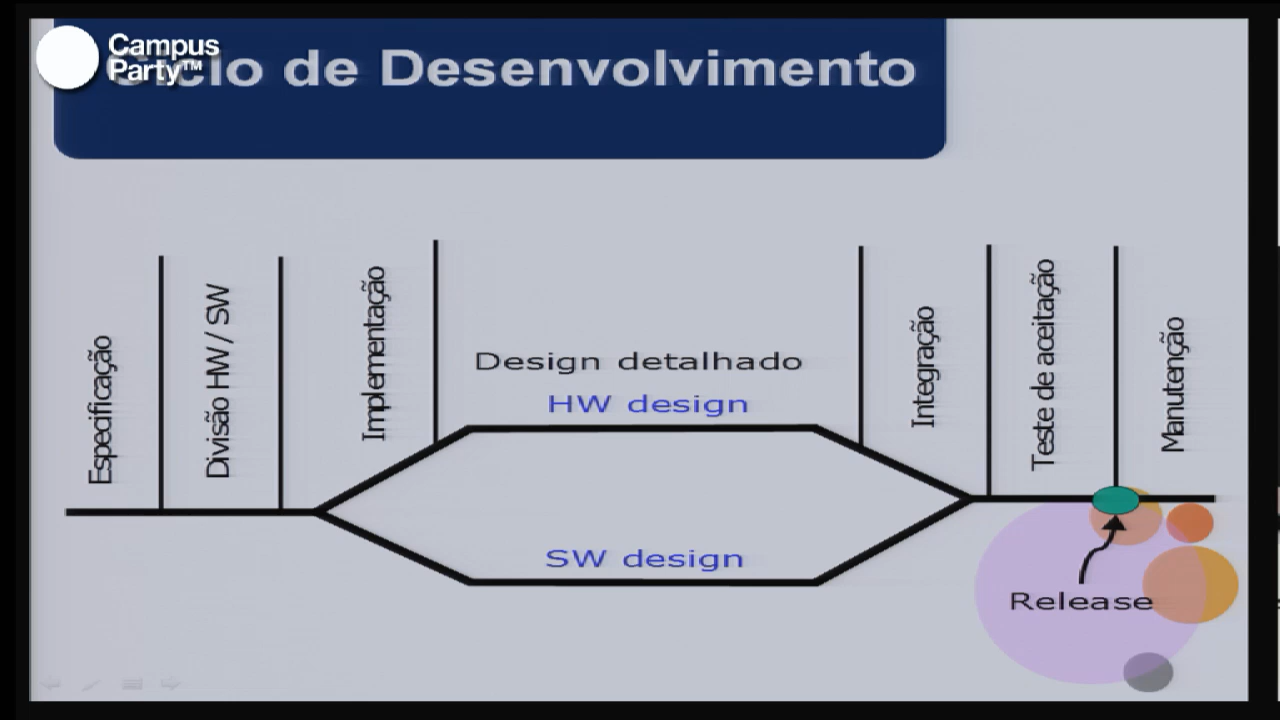 Campus
Party™
Ciclo de Desenvolvimento
Especificação
Divisão HW / SW
Implementação
Design detalhado
HW design
SW design
Integração
Teste de aceitação
Manutenção
Release